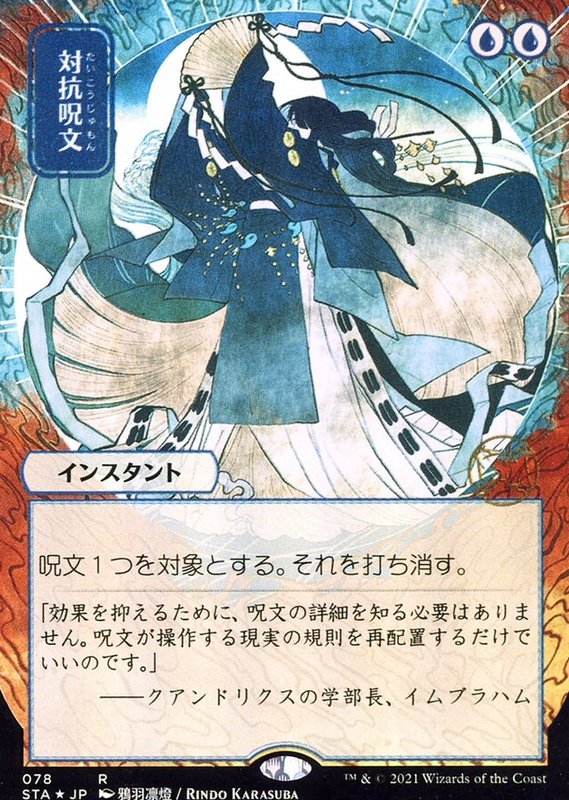 対抗呪文
たいこうじゅもん
インスタント
呪文1つを対象とする。それを打ち消す。
「効果を抑えるために、呪文の詳細を知る必要はありま
せん。呪文が操作する現実の規則を再配置するだけで
いいのです。」
——クアンドリクスの学部長、イムブラハム
078 R
STA ★ JP 鴉羽凛燈 / RINDO KARASUBA
™ & © 2021 Wizards of the Coast